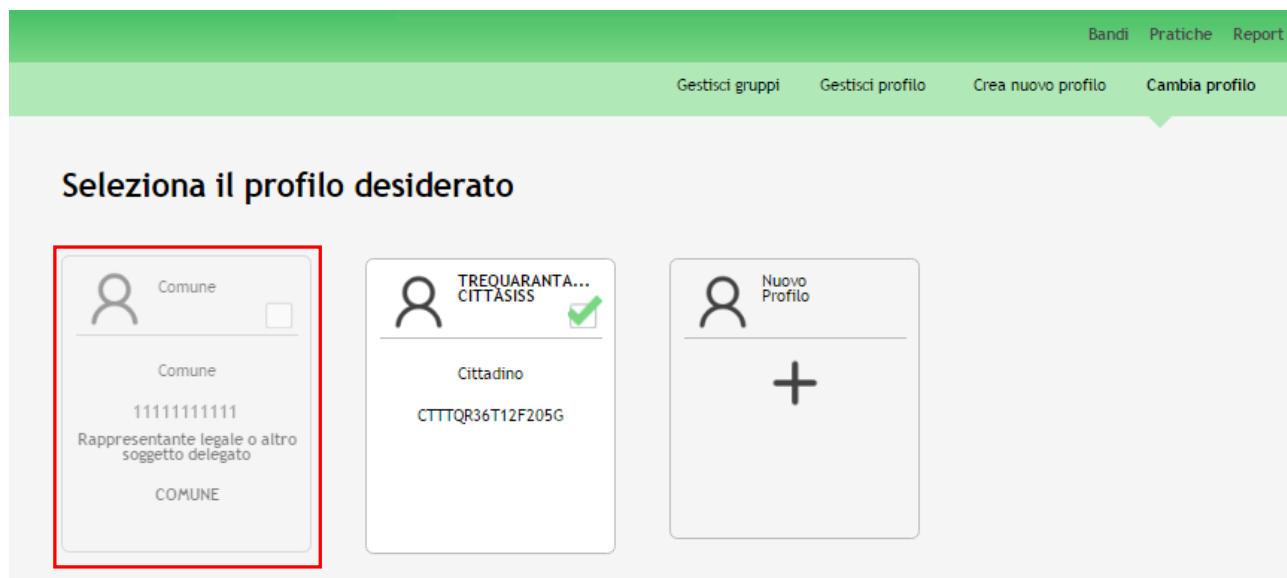 Bandi Pratiche Report
Gestisci gruppi Gestisci profilo Crea nuovo profilo Cambia profilo
Seleziona il profilo desiderato
Comune
Comune
11111111111
Rappresentante legale o altro
soggetto delegato
COMUNE
TREQUARANTA...
CITTASISS
Cittadino
CTTTQR36T12F205G
Nuovo
Profilo